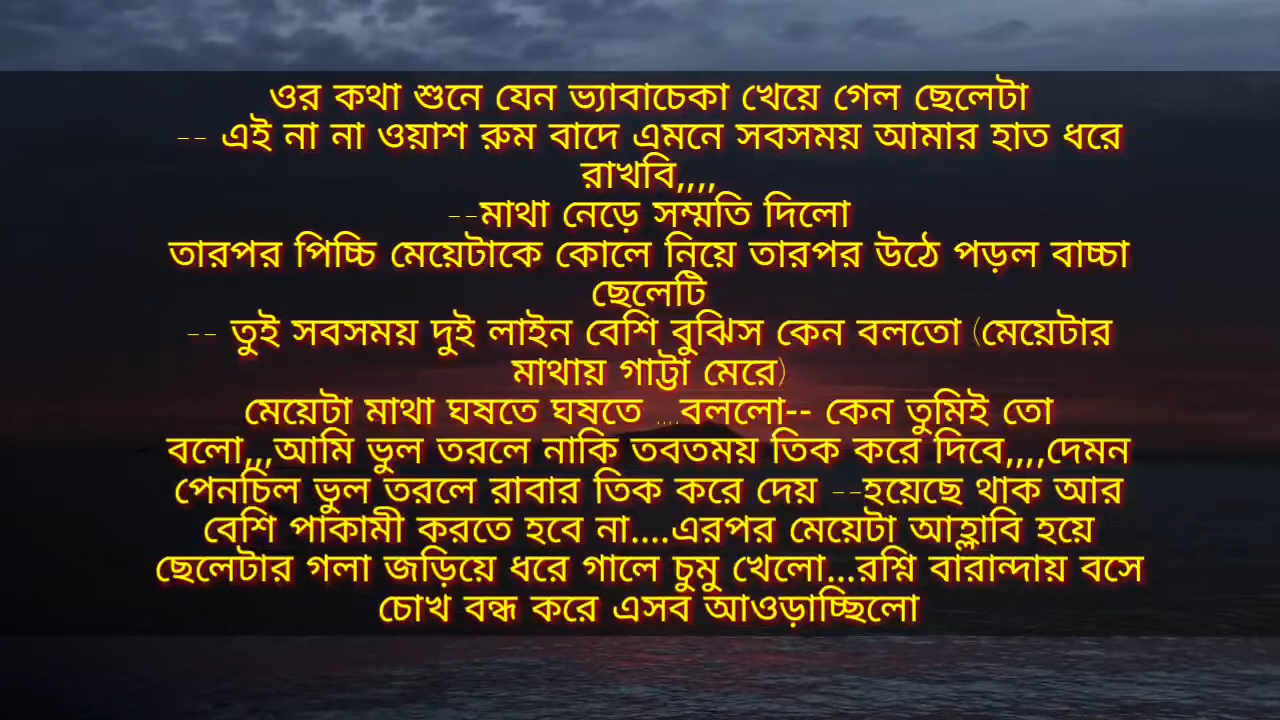 ওর কথা শুনে যেন ভ্যাবাচেকা খেয়ে গেল ছেলেটা
-- এই না না ওয়াশ রুম বাদে এমনে সবসময় আমার হাত ধরে
রাখবি,,,,
--মাথা নেড়ে সম্মতি দিলো
তারপর পিচ্চি মেয়েটাকে কোলে নিয়ে তারপর উঠে পড়ল বাচ্চা
ছেলেটি
-- তুই সবসময় দুই লাইন বেশি বুঝিস কেন বলতো (মেয়েটার
মাথায় গাট্টা মেরে)
মেয়েটা মাথা ঘষতে ঘষতে ....বললো-- কেন তুমিই তো
বলো,,,আমি ভুল তরলে নাকি তবতময় তিক করে দিবে,,,,দেমন
পেনচিল ভুল তরলে রাবার তিক করে দেয় --হয়েছে থাক আর
বেশি পাকামী করতে হবে না....এরপর মেয়েটা আহ্লাবি হয়ে
ছেলেটার গলা জড়িয়ে ধরে গালে চুমু খেলো...রশ্নি বারান্দায় বসে
চোখ বন্ধ করে এসব আওড়াচ্ছিলো